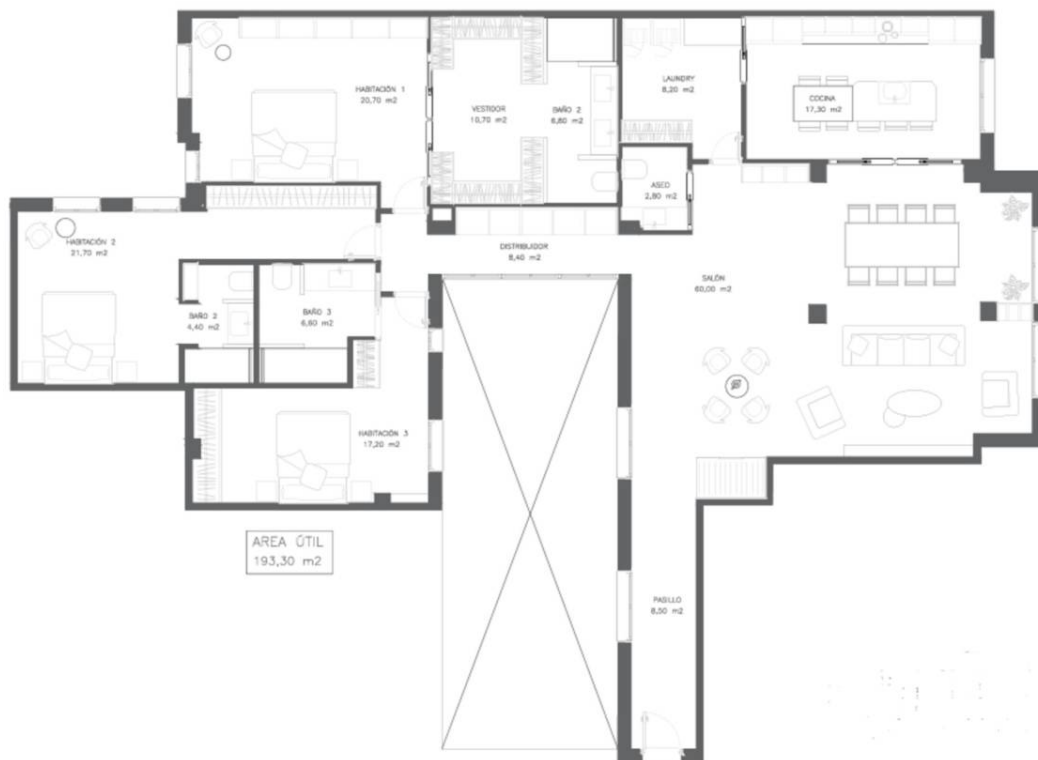 HABITACIÓN 1
20,70 m2
VESTIDOR
10,70 m2
BAÑO 2
6,80 m2
LAUNDRY
8,20 m2
COCINA
17,30 m2
ASEO
2,80 m2
HABITACIÓN 2
21,70 m2
DISTRIBUIDOR
8,40 m2
SALÓN
60,00 m2
BAÑO 2
4,40 m2
BAÑO 3
6,60 m2
HABITACIÓN 3
17,20 m2
AREA ÚTIL
193,30 m2
PASILLO
8,50 m2